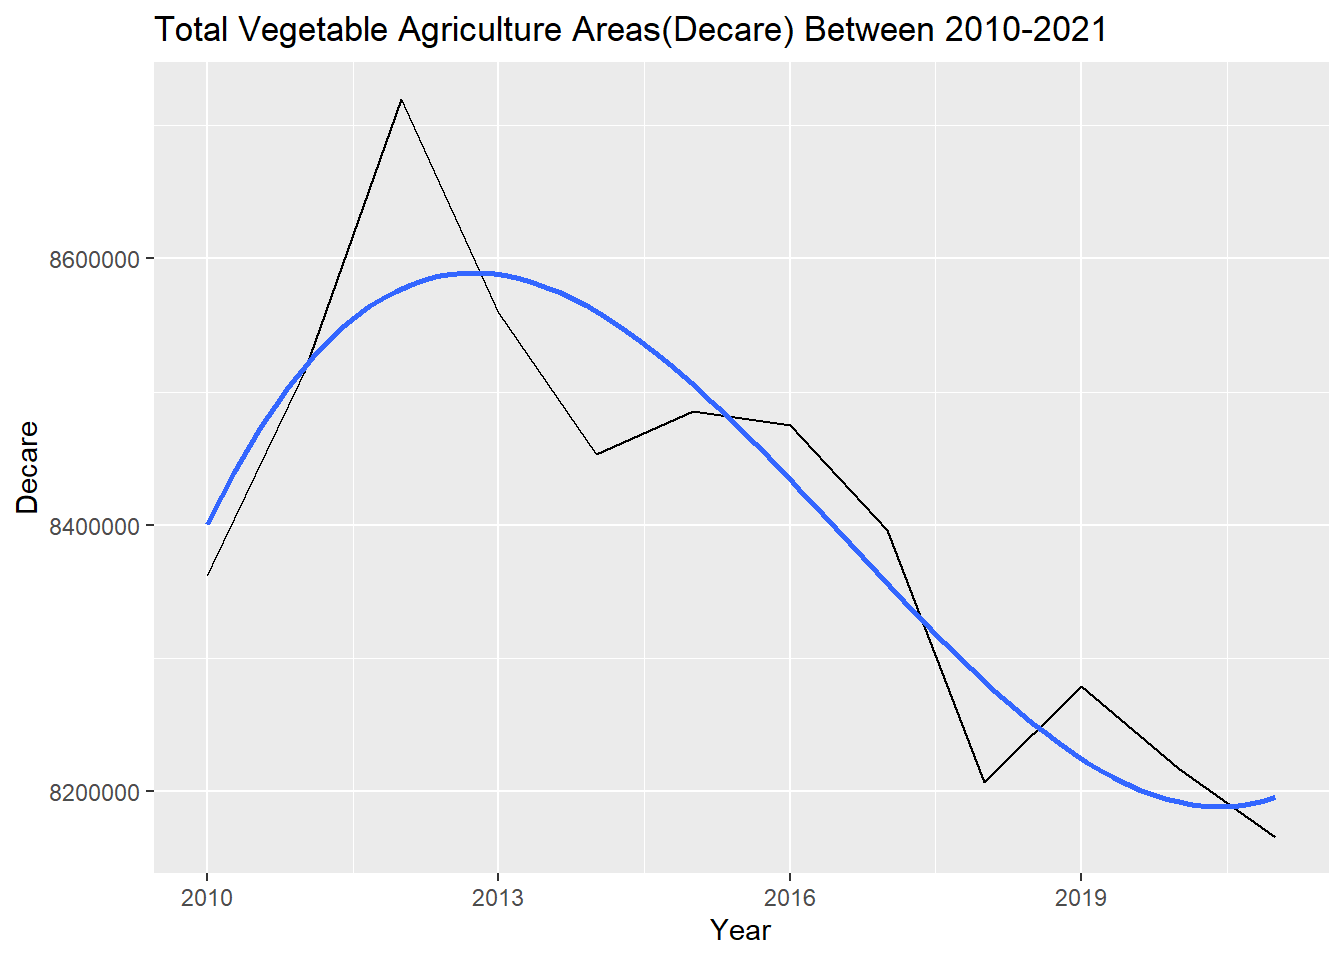 Total Vegetable Agriculture Areas(Decare) Between 2010-2021
Decare
8600000
8400000
8200000
2010 2013 2016 2019
Year